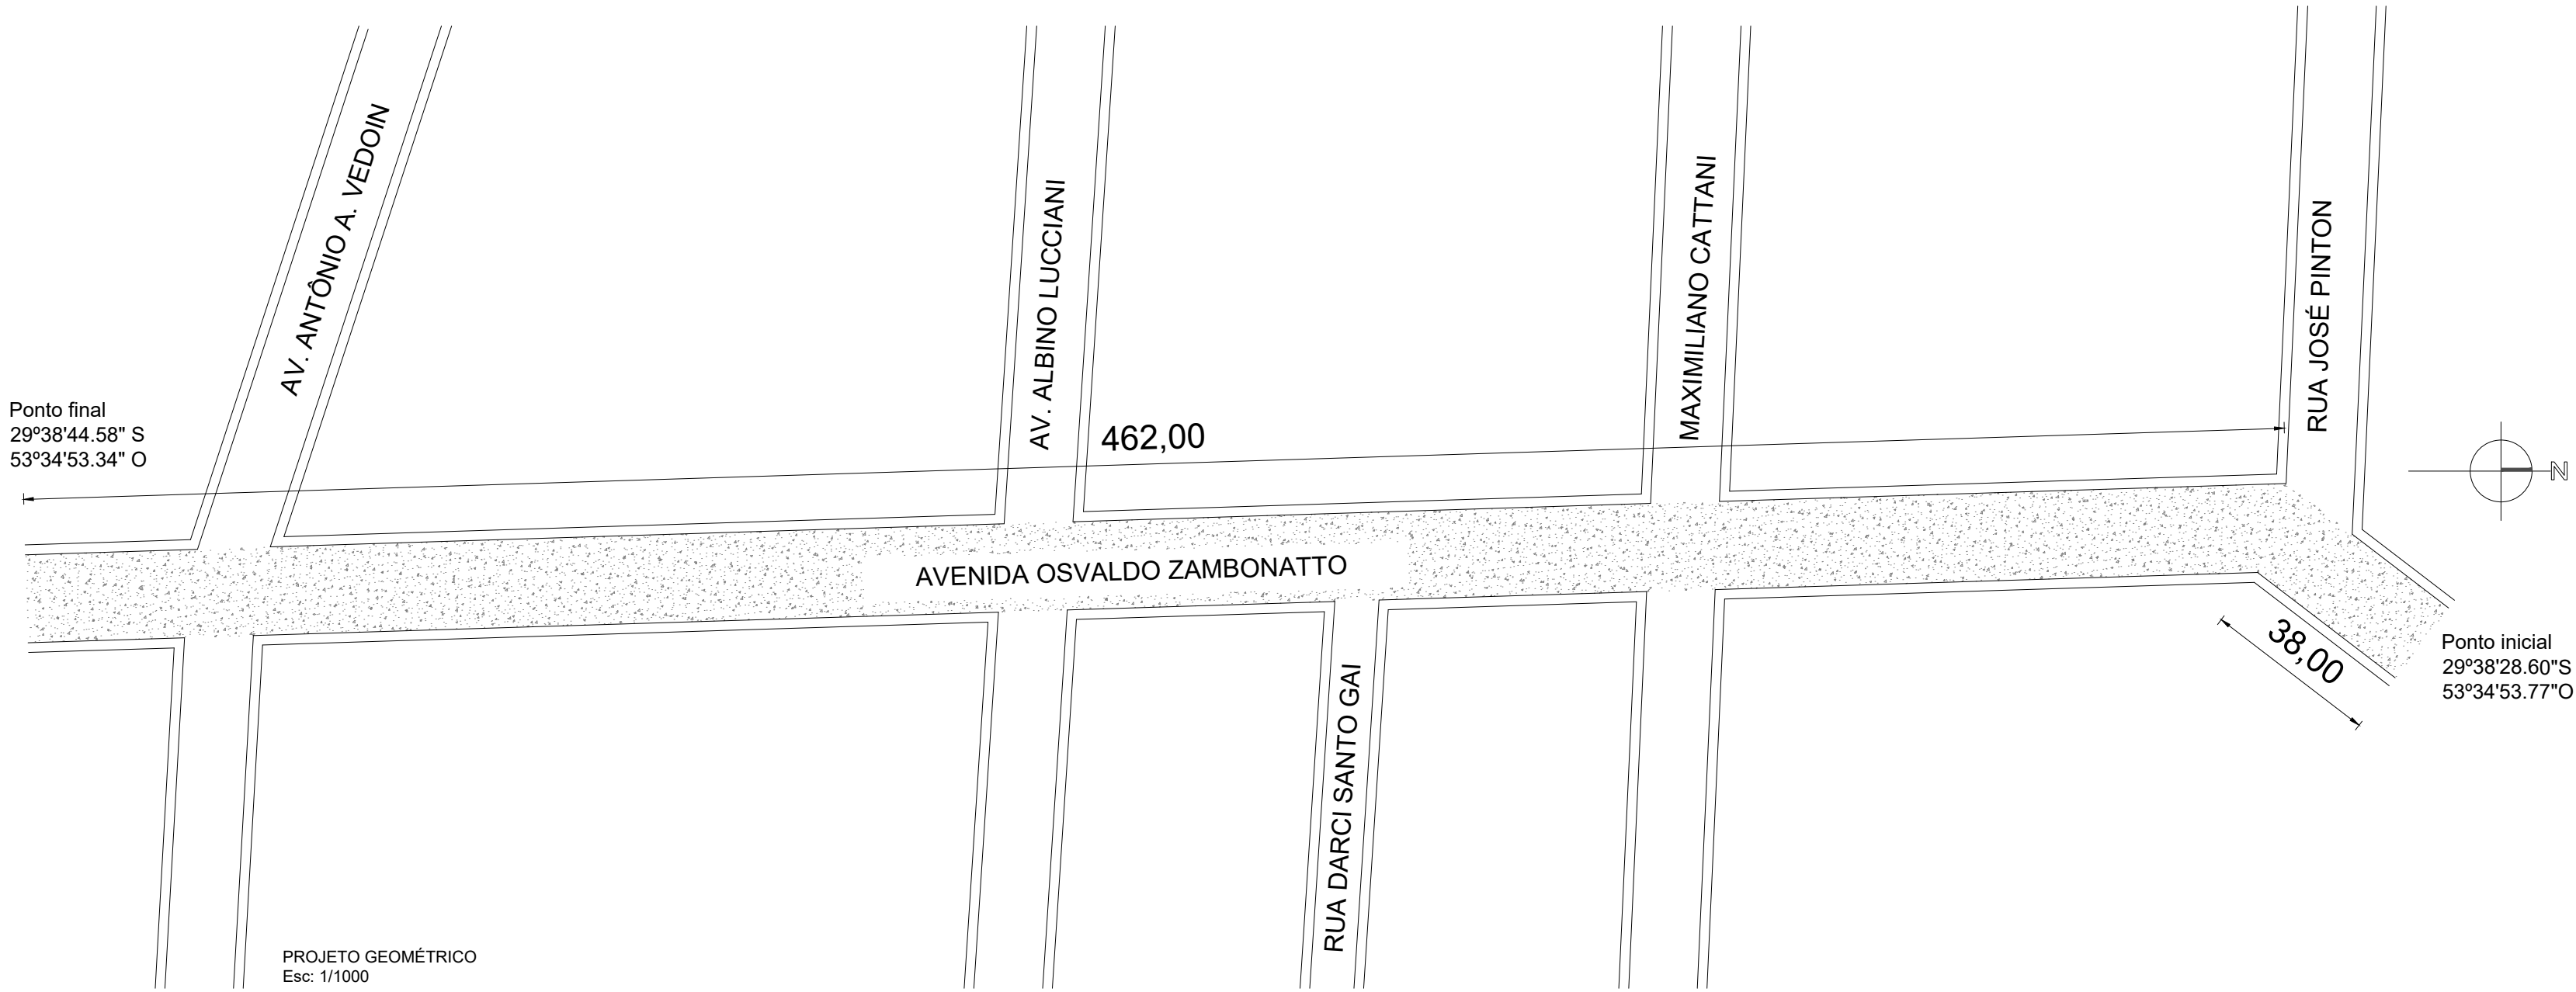 AV. ANTÔNIO A. VEDOIN
AV. ALBINO LUCCIANI
MAXIMILIANO CATTANI
RUA JOSÉ PINTON
Ponto final
29º38'44.58" S
53º34'53.34" O
462,00
N
AVENIDA OSVALDO ZAMBONATTO
38,00
Ponto inicial
29º38'28.60"S
53º34'53.77"O
RUA DARCI SANTO GAI
PROJETO GEOMÉTRICO
Esc: 1/1000